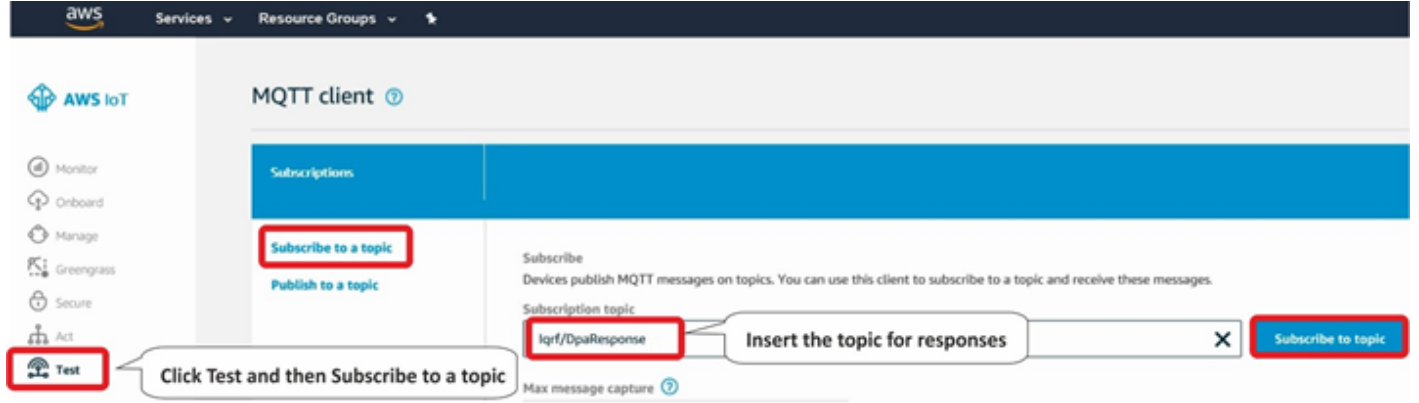 aws
Services
Resource Groups
AWS IoT
MQTT client
Monitor
Onboard
Manage
Greengrass
Secure
Act
Test
Click Test and then Subscribe to a topic
Subscriptions
Subscribe to a topic
Publish to a topic
Subscribe
Devices publish MQTT messages on topics. You can use this client to subscribe to a topic and receive these messages.
Subscription topic
Iqrf/DpaResponse
Insert the topic for responses
Subscribe to topic
Max message capture